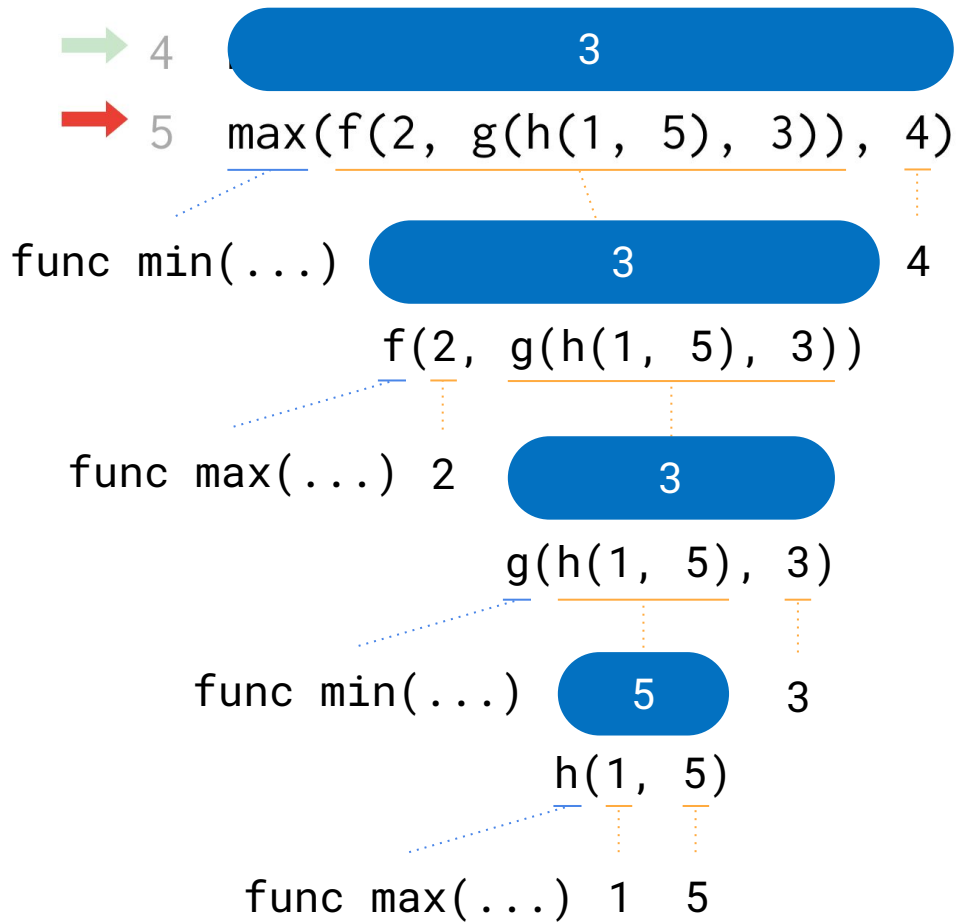 4 3
5 max(f(2, g(h(1, 5), 3)), 4)
func min(...) 3 4
f(2, g(h(1, 5), 3))
func max(...) 2 3
g(h(1, 5), 3)
func min(...) 5 3
h(1, 5)
func max(...) 1 5